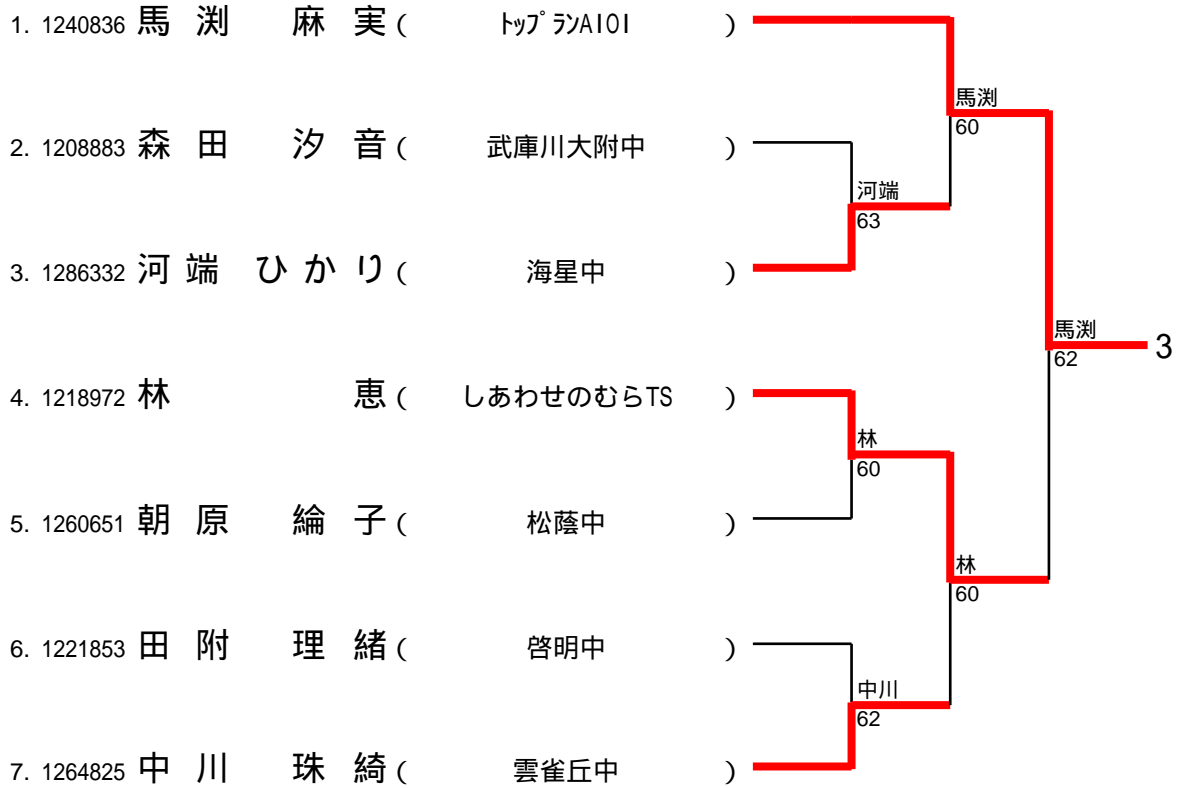 1. 1240836 馬 渕 麻 実 ( トップランAIOI )
馬渕
60
2. 1208883 森 田 汐 音 ( 武庫川大附中 )
河端
63
3. 1286332 河 端 ひ か り ( 海星中 )
馬渕
62
3
4. 1218972 林 恵 ( しあわせのむらTS )
林
60
5. 1260651 朝 原 綸 子 ( 松蔭中 )
林
60
6. 1221853 田 附 理 緒 ( 啓明中 )
中川
62
7. 1264825 中 川 珠 綺 ( 雲雀丘中 )